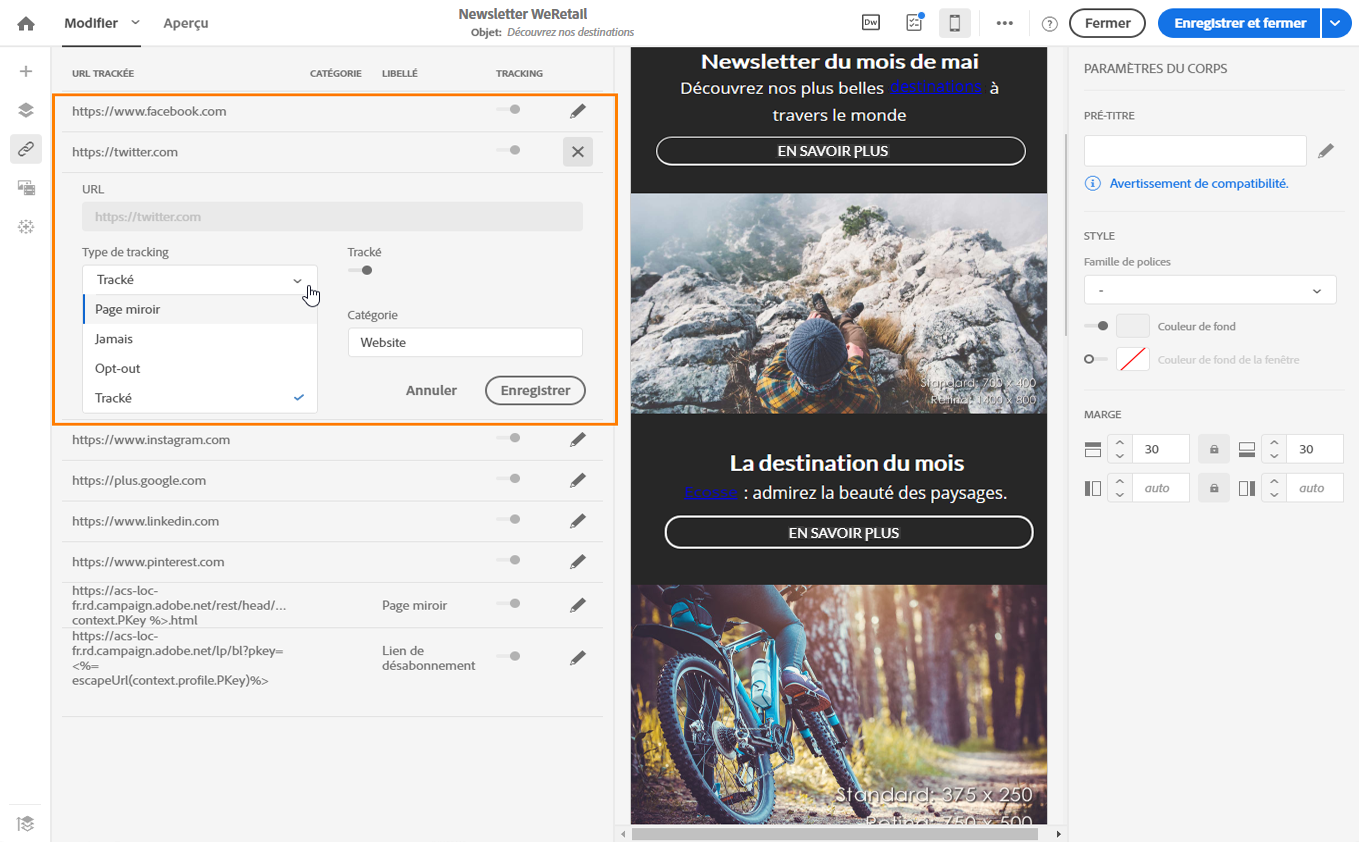 Modifier
Aperçu
Newsletter WeRetail
Objet: Découvrez nos destinations
Dw
Fermer
Enregistrer et fermer
URL TRACKÉE CATÉGORIE LIBELLÉ TRACKING
https://www.facebook.com
https://twitter.com
URL
https://twitter.com
Type de tracking
Tracké
Tracké
Page miroir
Jamais
Opt-out
Tracké
Catégorie
Website
Annuler
Enregistrer
https://www.instagram.com
https://plus.google.com
https://www.linkedin.com
https://www.pinterest.com
https://acs-loc-
fr.rd.campaign.adobe.net/rest/head/...
context.PKey %>.html
Page miroir
https://acs-loc-
fr.rd.campaign.adobe.net/lp/bl?pkey=
<%=
escapeUrl(context.profile.PKey)%>
Lien de
désabonnement
Newsletter du mois de mai
Découvrez nos plus belles destinations à
travers le monde
EN SAVOIR PLUS
Standard: 700 x 400
Retina: 1400 x 800
La destination du mois
Ecosse : admirez la beauté des paysages.
EN SAVOIR PLUS
Standard: 375 x 250
Retina: 750 x 500
PARAMÈTRES DU CORPS
PRÉ-TITRE
Avertissement de compatibilité.
STYLE
Famille de polices
-
Couleur de fond
Couleur de fond de la fenêtre
MARGE
30 30
auto auto